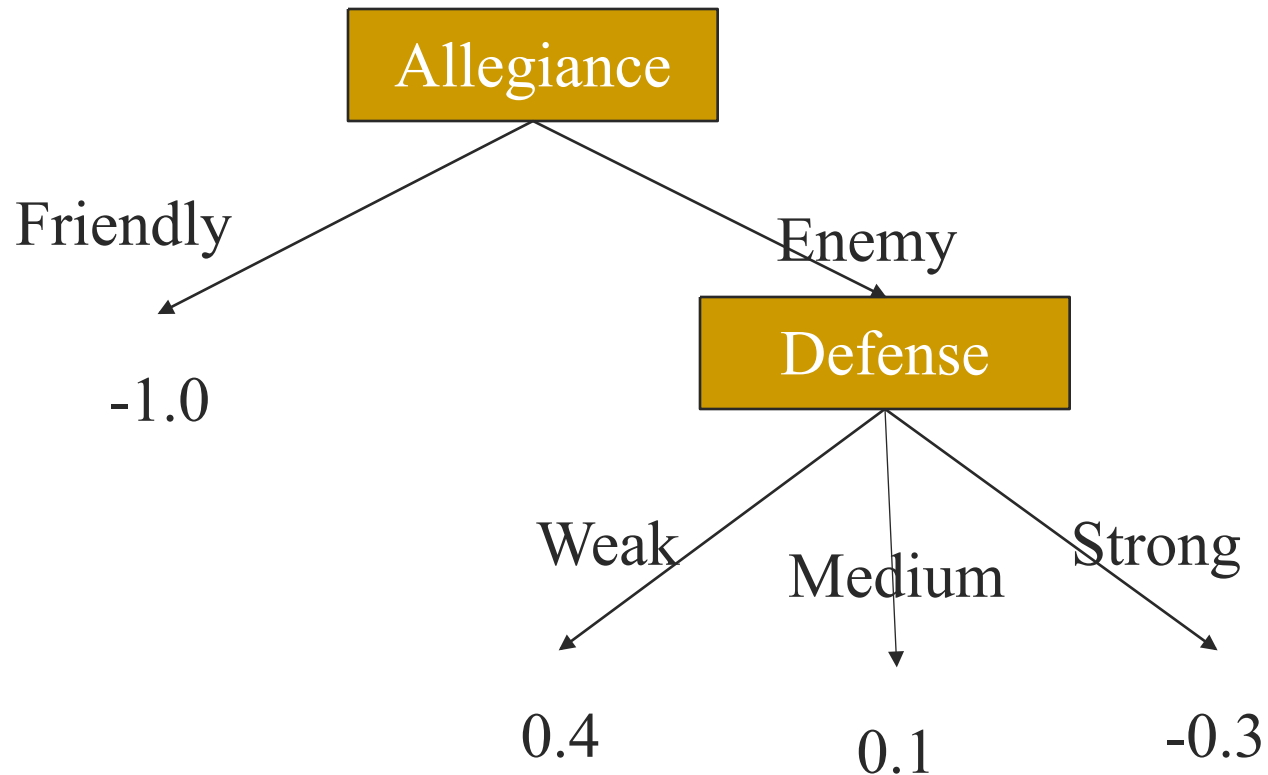 Allegiance
Friendly
Enemy
Defense
-1.0
Weak
Medium
Strong
0.4
0.1
-0.3